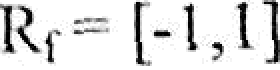 R_f = [-1,1]